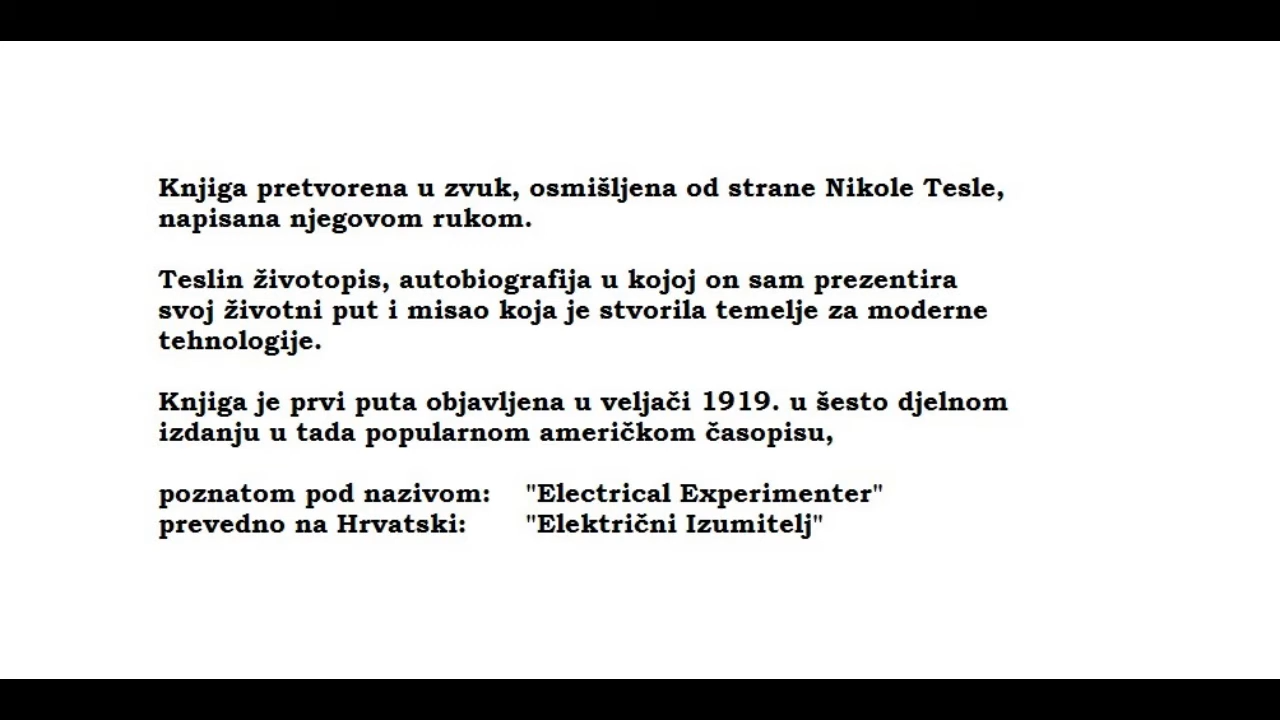 Knjiga pretvorena u zvuk, osmišljena od strane Nikole Tesle,
napisana njegovom rukom.
Teslin životopis, autobiografija u kojoj on sam prezentira
svoj životni put i misao koja je stvorila temelje za moderne
tehnologije.
Knjiga je prvi puta objavljena u veljači 1919. u šesto djelnom
izdanju u tada popularnom američkom časopisu,
poznatom pod nazivom: "Electrical Experimenter"
prevedno na Hrvatski: "Električni Izumitelj"